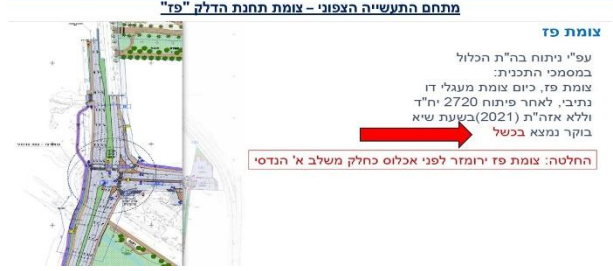 מתחם התעשייה הצפוני – צומת תחנת הדלק "פז"
צומת פז
עפ"י ניתוח בה"ת הכלול
במסמכי התכנית:
צומת פז, כיום צומת מעגלי דו
נתיבי, לאחר פיתוח 2720 יח"ד
וללא אזה"ת (2021)בשעת שיא
בוקר נמצא בכשל
החלטה: צומת פז ירומזר לפני אכלוס כחלק משלב א' הנדסי